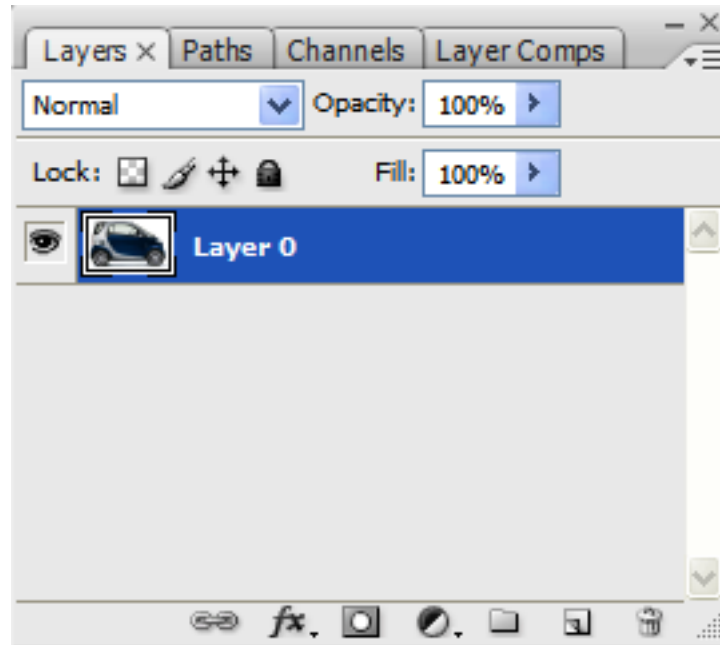 Layers × Paths Channels Layer Comps
Normal Opacity: 100%
Lock: Fill: 100%
Layer 0
fx.